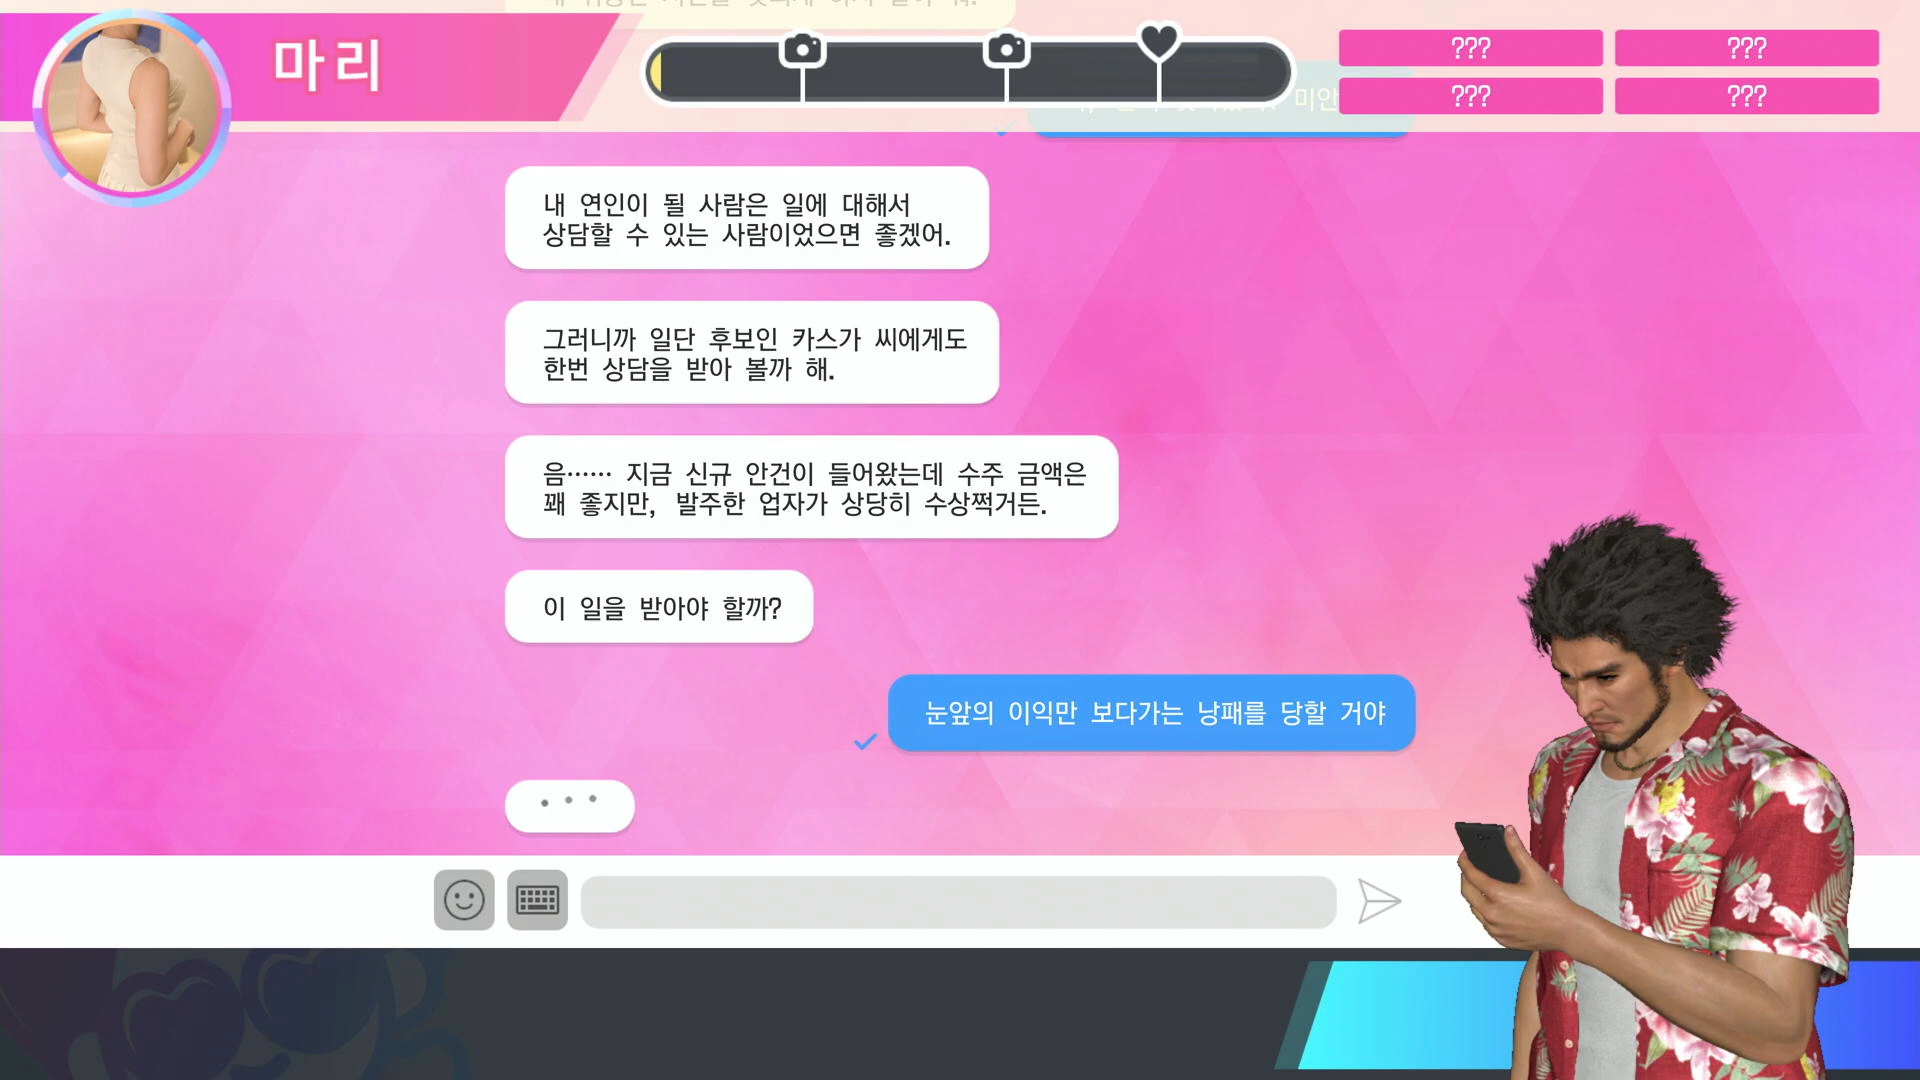 마리
???
???
???
???
미안
내 연인이 될 사람은 일에 대해서
상담할 수 있는 사람이었으면 좋겠어.
그러니까 일단 후보인 카스가 씨에게도
한번 상담을 받아 볼까 해.
음…… 지금 신규 안건이 들어왔는데 수주 금액은
꽤 좋지만, 발주한 업자가 상당히 수상쩍거든.
이 일을 받아야 할까?
눈앞의 이익만 보다가는 낭패를 당할 거야